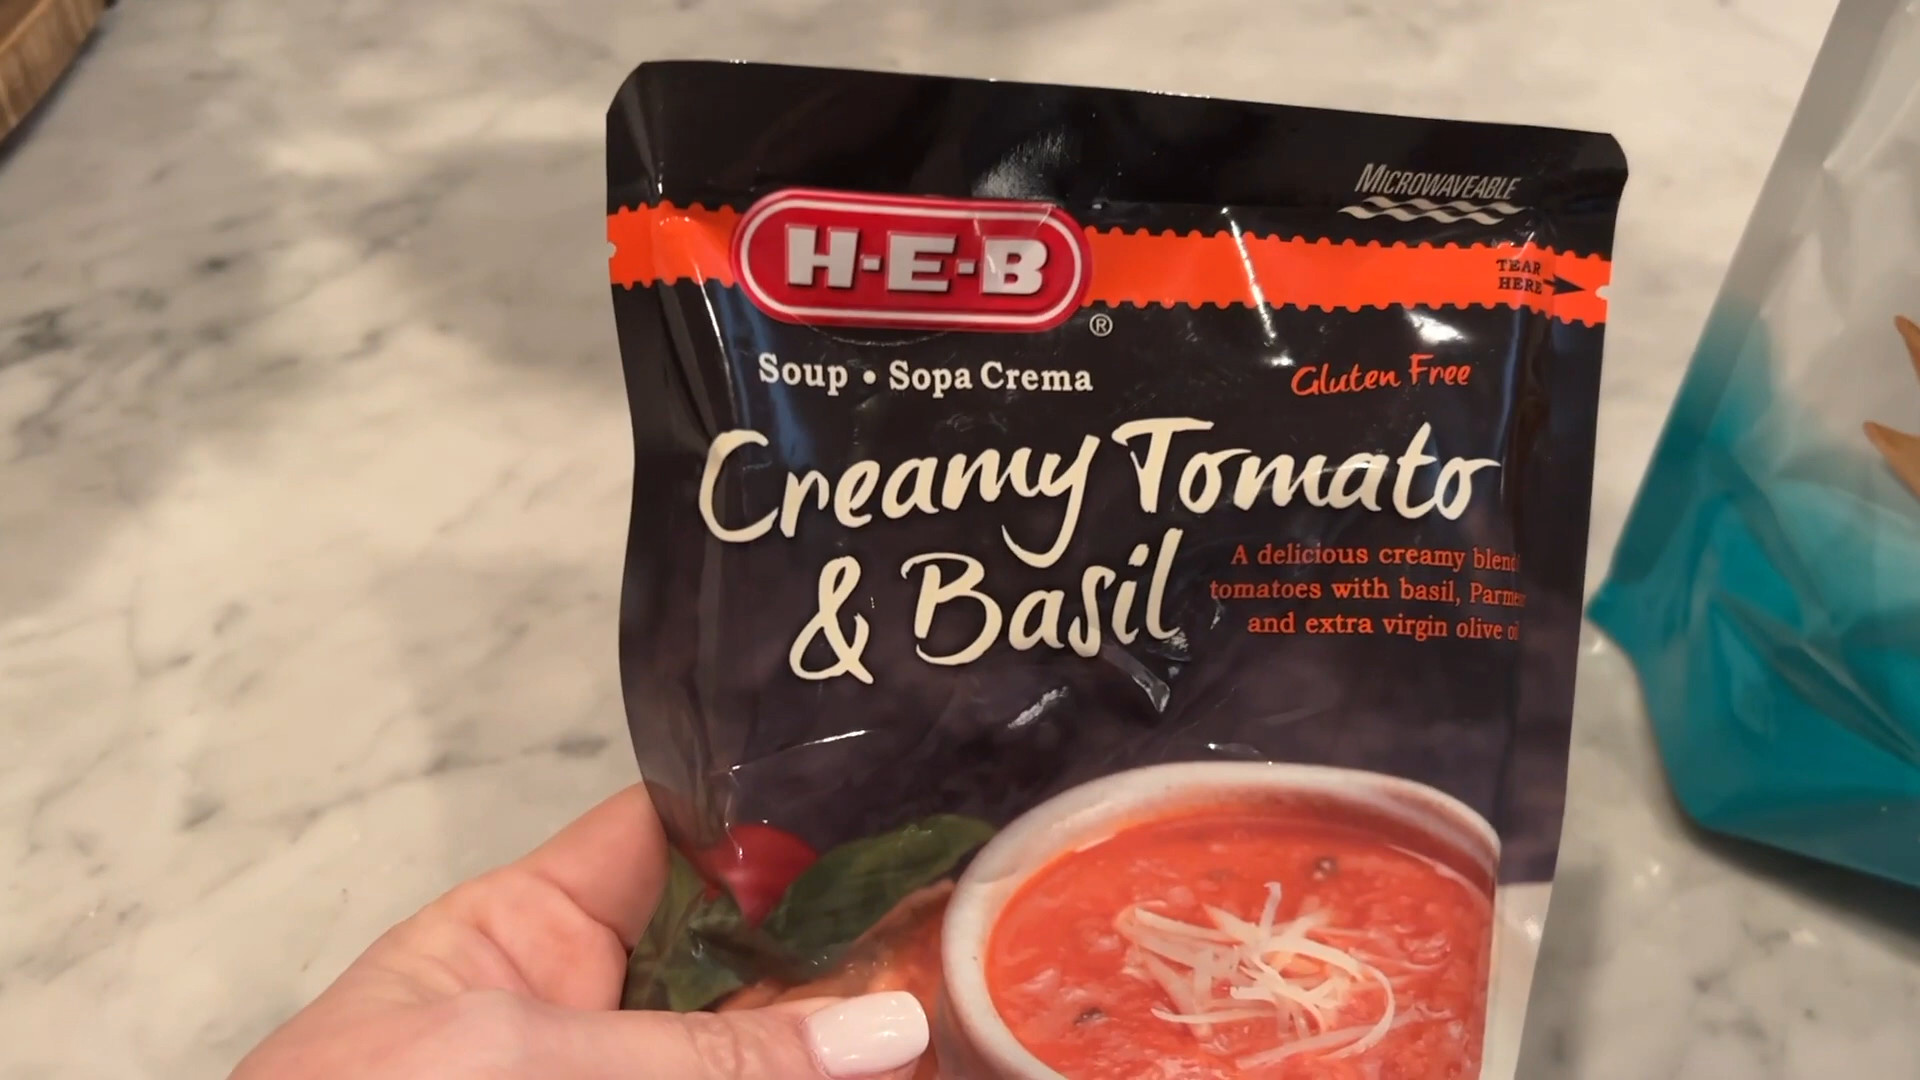 MICROWAVEABLE
H-E-B
®
TEAR
HERE
Soup • Sopa Crema
Gluten Free
Creamy Tomato
& Basil
A delicious creamy blend
tomatoes with basil,
and extra virgin olive